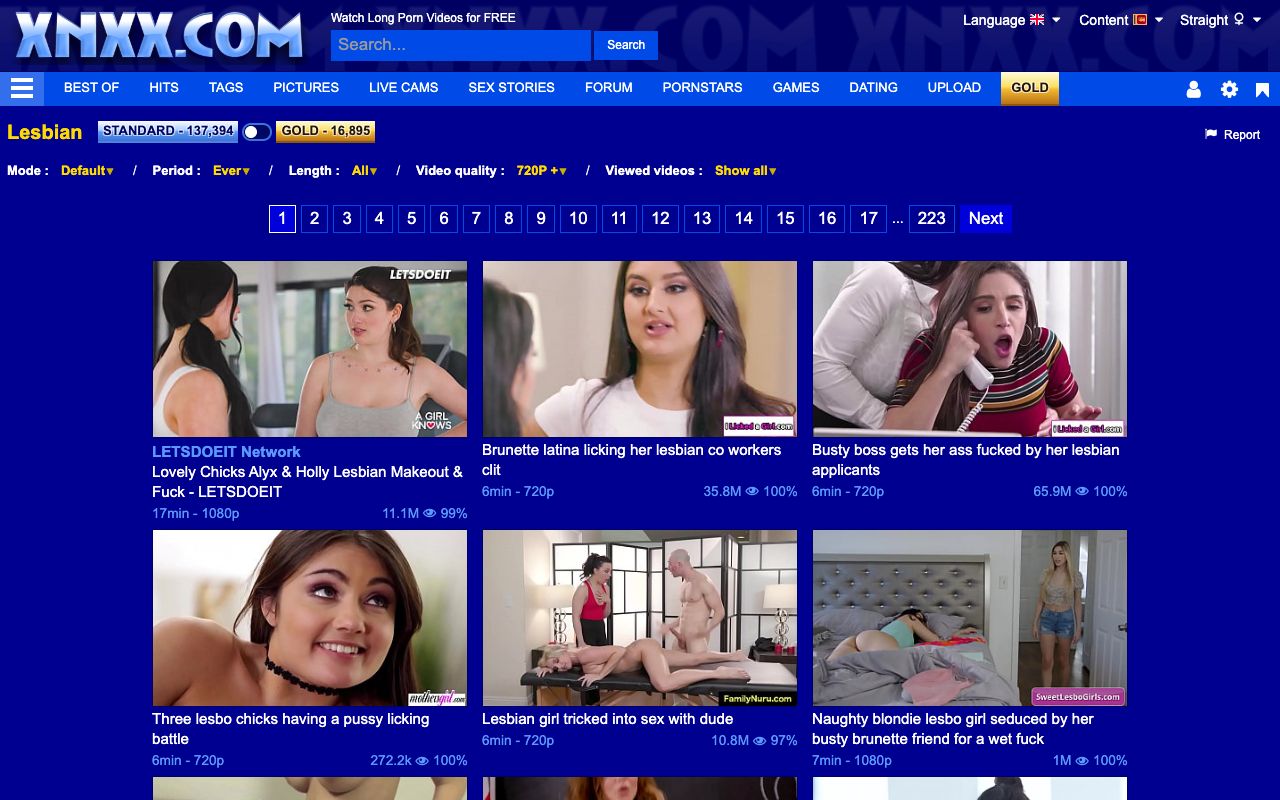 XNXX.COM
Watch Long Porn Videos for FREE
Search...
Search
Language
Content
Straight
BEST OF
HITS
TAGS
PICTURES
LIVE CAMS
SEX STORIES
FORUM
PORNSTARS
GAMES
DATING
UPLOAD
GOLD
Lesbian
STANDARD - 137,394
GOLD - 16,895
Report
Mode : Default▾ / Period : Ever▾ / Length : All▾ / Video quality : 720P +▾ / Viewed videos : Show all▾
1 2 3 4 5 6 7 8 9 10 11 12 13 14 15 16 17 ... 223 Next
LETSDOEIT
A GIRL
KNOWS
LETSDOEIT Network
Lovely Chicks Alyx & Holly Lesbian Makeout &
Fuck - LETSDOEIT
17min - 1080p
11.1M 99%
I Licked a Girl.com
Brunette latina licking her lesbian co workers
clit
6min - 720p
35.8M 100%
I Licked a Girl.com
Busty boss gets her ass fucked by her lesbian
applicants
6min - 720p
65.9M 100%
mothersgirl.com
Three lesbo chicks having a pussy licking
battle
6min - 720p
272.2k 100%
FamilyNuru.com
Lesbian girl tricked into sex with dude
6min - 720p
10.8M 97%
SweetLesboGirls.com
Naughty blondie lesbo girl seduced by her
busty brunette friend for a wet fuck
7min - 1080p
1M 100%